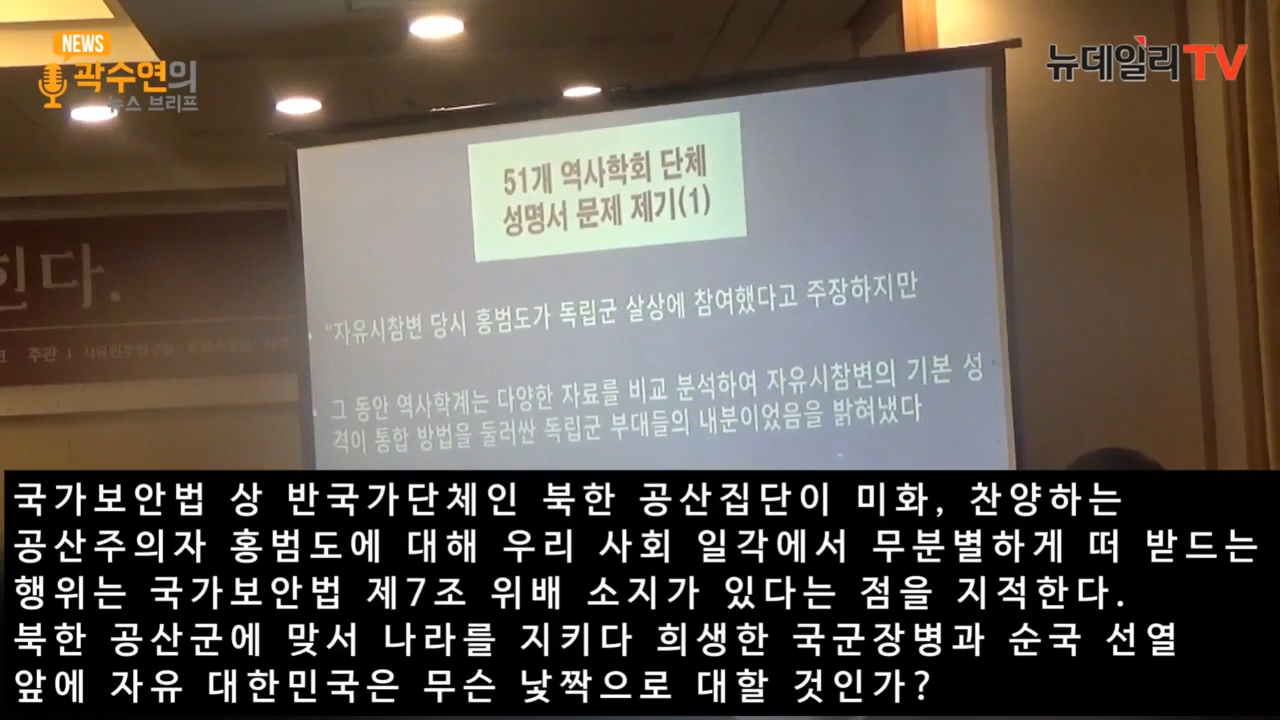 NEWS
곽수연의
뉴스 브리프
뉴데일리TV
51개 역사학회 단체
성명서 문제 제기(1)
힌다.
주관 |
"자유시참변 당시 홍범도가 독립군 살상에 참여했다고 주장하지만
그 동안 역사학계는 다양한 자료를 비교 분석하여 자유시참변의 기본 성
격이 통합 방법을 둘러싼 독립군 부대들의 내분이었음을 밝혀냈다
국가보안법 상 반국가단체인 북한 공산집단이 미화, 찬양하는
공산주의자 홍범도에 대해 우리 사회 일각에서 무분별하게 떠 받드는
행위는 국가보안법 제7조 위배 소지가 있다는 점을 지적한다.
북한 공산군에 맞서 나라를 지키다 희생한 국군장병과 순국 선열
앞에 자유 대한민국은 무슨 낯짝으로 대할 것인가?